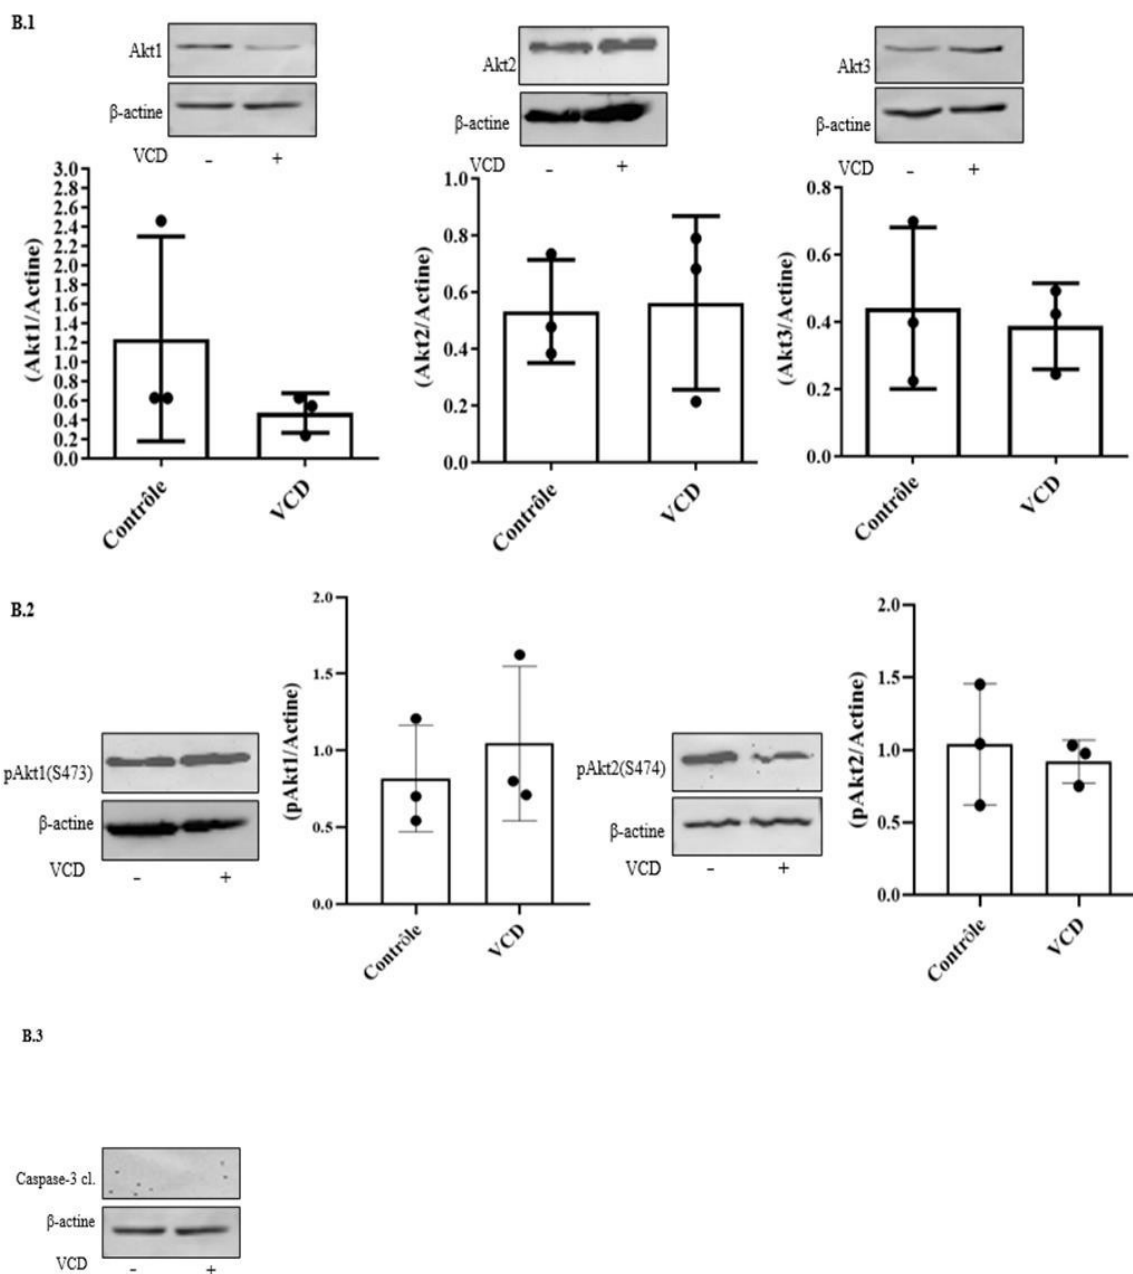 B.1
Akt1
β-actine
VCD - +
3.0
2.8
2.6
2.4
2.2
2.0
1.8
1.6
1.4
1.2
1.0
0.8
0.6
0.4
0.2
0.0
(Akt1/Actine)
Contrôle
VCD
Akt2
β-actine
VCD - +
1.0
0.8
0.6
0.4
0.2
0.0
(Akt2/Actine)
Contrôle
VCD
Akt3
β-actine
VCD - +
0.8
0.6
0.4
0.2
0.0
(Akt3/Actine)
Contrôle
VCD
B.2
pAkt1(S473)
β-actine
VCD - +
2.0
1.5
1.0
0.5
0.0
(pAkt1/Actine)
Contrôle
VCD
pAkt2(S474)
β-actine
VCD - +
2.0
1.5
1.0
0.5
0.0
(pAkt2/Actine)
Contrôle
VCD
B.3
Caspase-3 cl.
β-actine
VCD - +